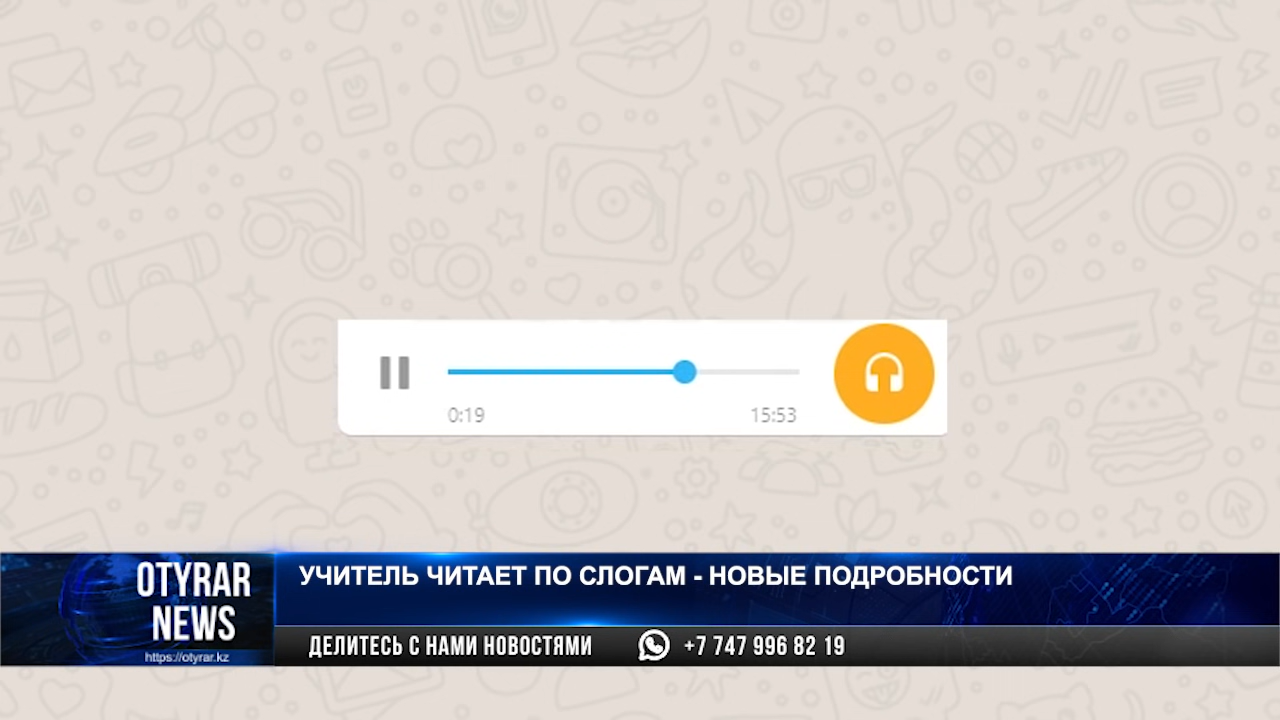 0:19
15:53
OTYRAR
NEWS
https://otyrar.kz
УЧИТЕЛЬ ЧИТАЕТ ПО СЛОГАМ - НОВЫЕ ПОДРОБНОСТИ
ДЕЛИТЕСЬ С НАМИ НОВОСТЯМИ
+7 747 996 82 19